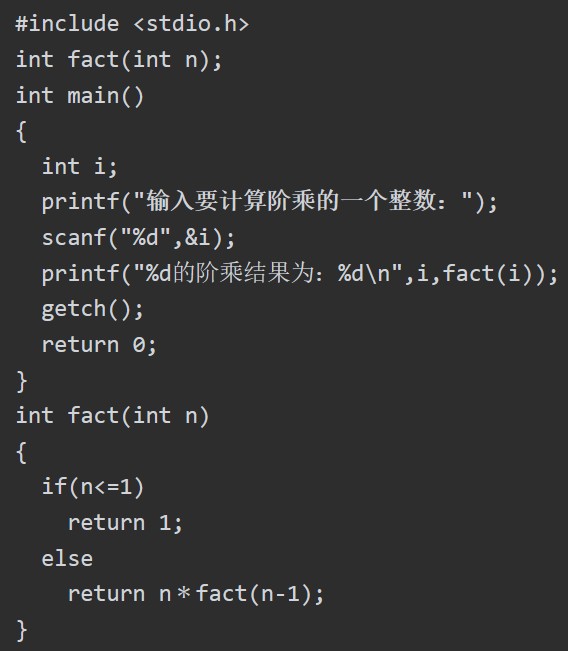 #include <stdio.h>
int fact(int n);
int main()
{
  int i;
  printf("输入要计算阶乘的一个整数：");
  scanf("%d",&i);
  printf("%d的阶乘结果为：%d\n",i,fact(i));
  getch();
  return 0;
}
int fact(int n)
{
  if(n<=1)
    return 1;
  else
    return n＊fact(n-1);
}